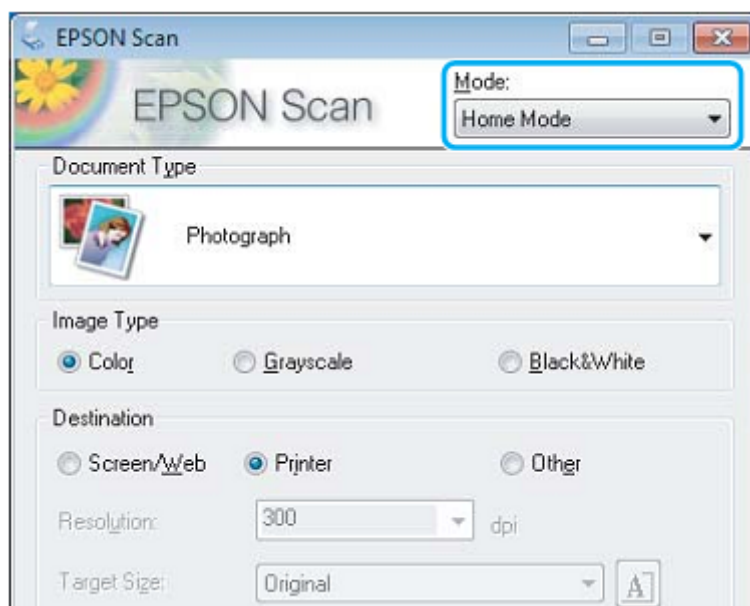 EPSON Scan
EPSON Scan
Mode:
Home Mode
Document Type
Photograph
Image Type
Color Grayscale Black&White
Destination
Screen/Web Printer Other
Resolution: 300 dpi
Target Size: Original A